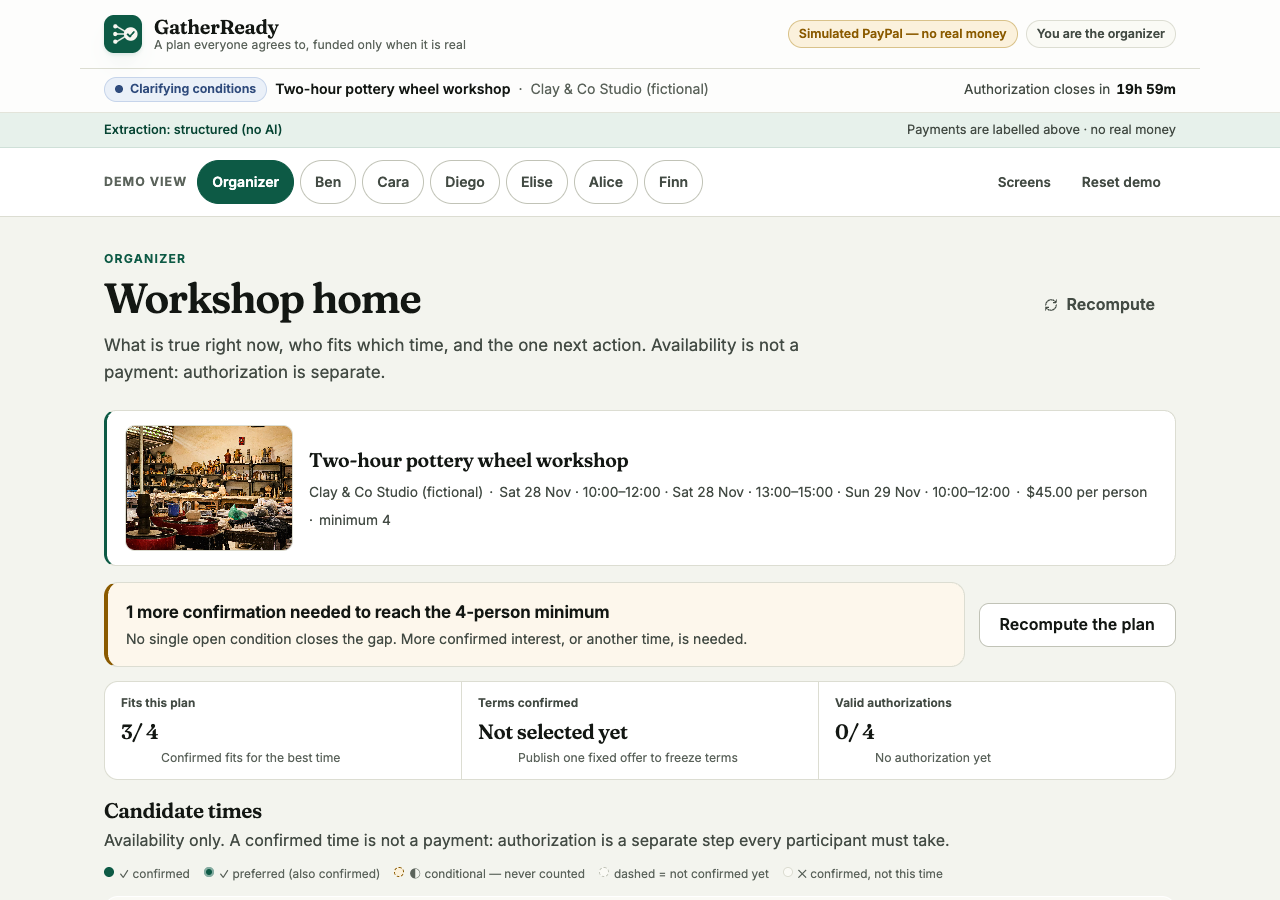 GatherReady
A plan everyone agrees to, funded only when it is real
Simulated PayPal — no real money
You are the organizer
Clarifying conditions
Two-hour pottery wheel workshop · Clay & Co Studio (fictional)
Authorization closes in 19h 59m
Extraction: structured (no AI)
Payments are labelled above · no real money
DEMO VIEW
Organizer
Ben
Cara
Diego
Elise
Alice
Finn
Screens
Reset demo
ORGANIZER
Workshop home
Recompute
What is true right now, who fits which time, and the one next action. Availability is not a
payment: authorization is separate.
Two-hour pottery wheel workshop
Clay & Co Studio (fictional) · Sat 28 Nov · 10:00–12:00 · Sat 28 Nov · 13:00–15:00 · Sun 29 Nov · 10:00–12:00 · $45.00 per person
· minimum 4
1 more confirmation needed to reach the 4-person minimum
No single open condition closes the gap. More confirmed interest, or another time, is needed.
Recompute the plan
Fits this plan
3/ 4
Confirmed fits for the best time
Terms confirmed
Not selected yet
Publish one fixed offer to freeze terms
Valid authorizations
0/ 4
No authorization yet
Candidate times
Availability only. A confirmed time is not a payment: authorization is a separate step every participant must take.
✓ confirmed
✓ preferred (also confirmed)
◐ conditional — never counted
dashed = not confirmed yet
✕ confirmed, not this time